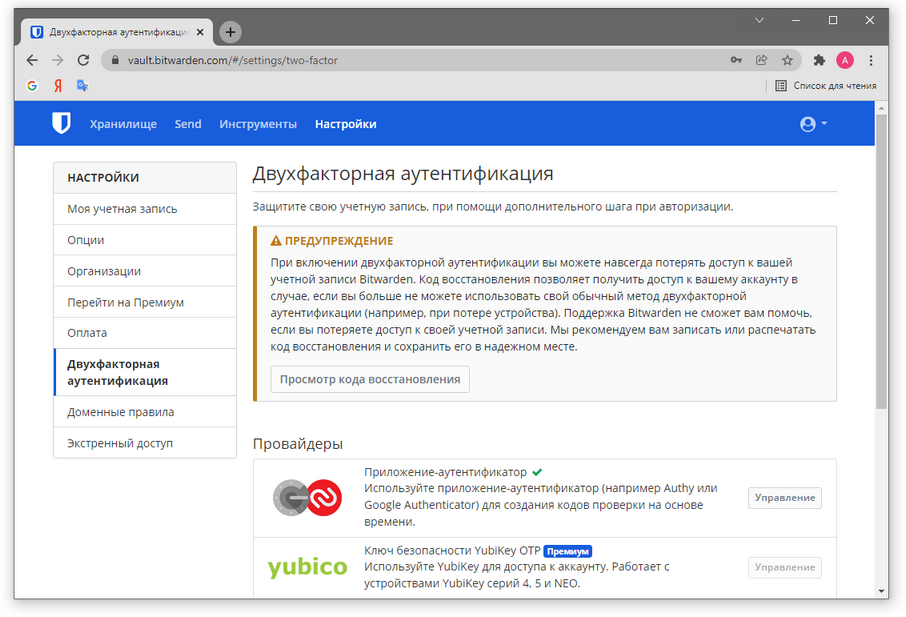 Двухфакторная аутентификаци
vault.bitwarden.com/#/settings/two-factor
A
G
Я
Список для чтения
Хранилище
Send
Инструменты
Настройки
НАСТРОЙКИ
Моя учетная запись
Опции
Организации
Перейти на Премиум
Оплата
Двухфакторная
аутентификация
Доменные правила
Экстренный доступ
Двухфакторная аутентификация
Защитите свою учетную запись, при помощи дополнительного шага при авторизации.
ПРЕДУПРЕЖДЕНИЕ
При включении двухфакторной аутентификации вы можете навсегда потерять доступ к вашей
учетной записи Bitwarden. Код восстановления позволяет получить доступ к вашему аккаунту в
случае, если вы больше не можете использовать свой обычный метод двухфакторной
аутентификации (например, при потере устройства). Поддержка Bitwarden не сможет вам помочь,
если вы потеряете доступ к своей учетной записи. Мы рекомендуем вам записать или распечатать
код восстановления и сохранить его в надежном месте.
Просмотр кода восстановления
Провайдеры
Приложение-аутентификатор
Используйте приложение-аутентификатор (например Authy или
Google Authenticator) для создания кодов проверки на основе
времени.
Управление
yubico
Ключ безопасности YubiKey OTP Премиум
Используйте YubiKey для доступа к аккаунту. Работает с
устройствами YubiKey серий 4, 5 и NEO.
Управление